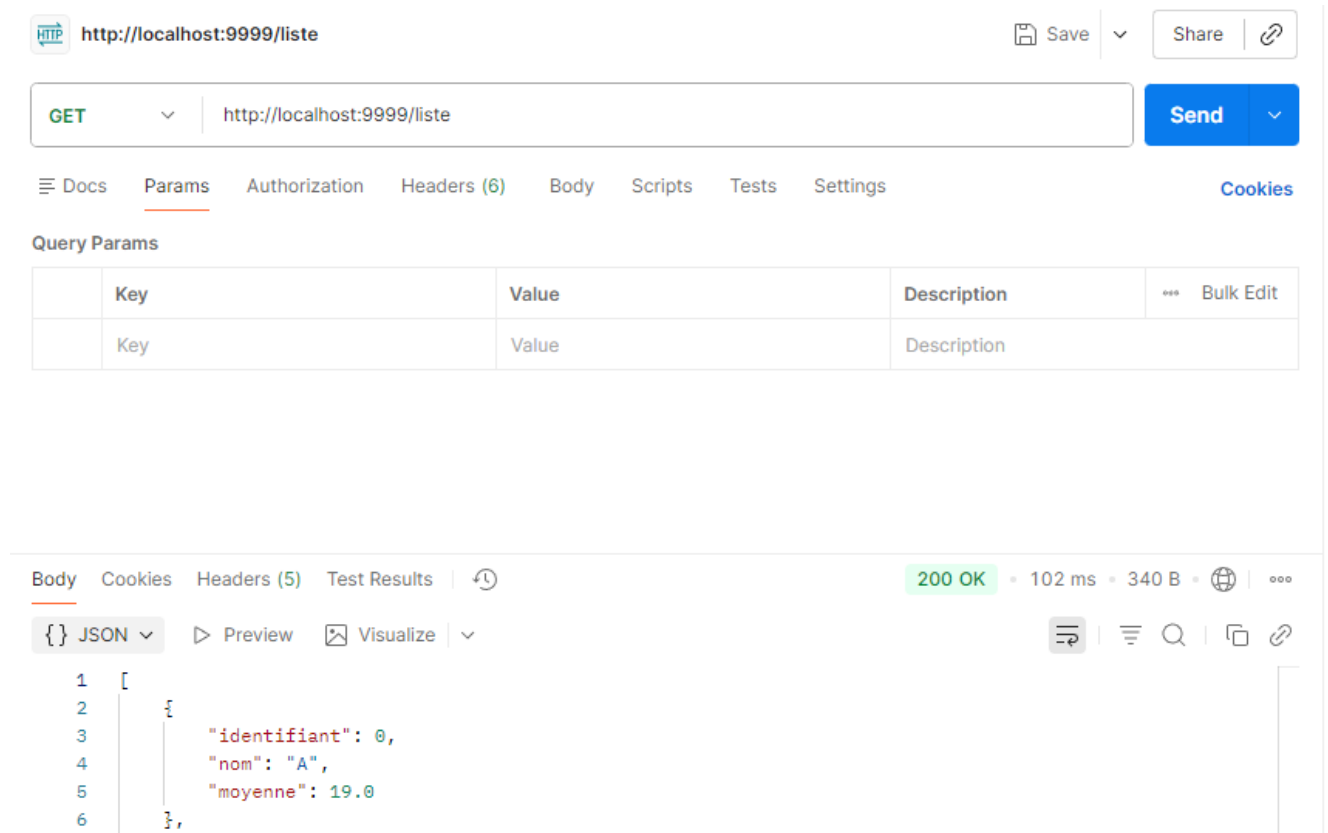 HTTP http://localhost:9999/liste Save Share
GET http://localhost:9999/liste Send
Docs Params Authorization Headers (6) Body Scripts Tests Settings Cookies
Query Params
Key Value Description Bulk Edit
Key Value Description
Body Cookies Headers (5) Test Results 200 OK 102 ms 340 B
{} JSON Preview Visualize
1 [
2 {
3 "identifiant": 0,
4 "nom": "A",
5 "moyenne": 19.0
6 },